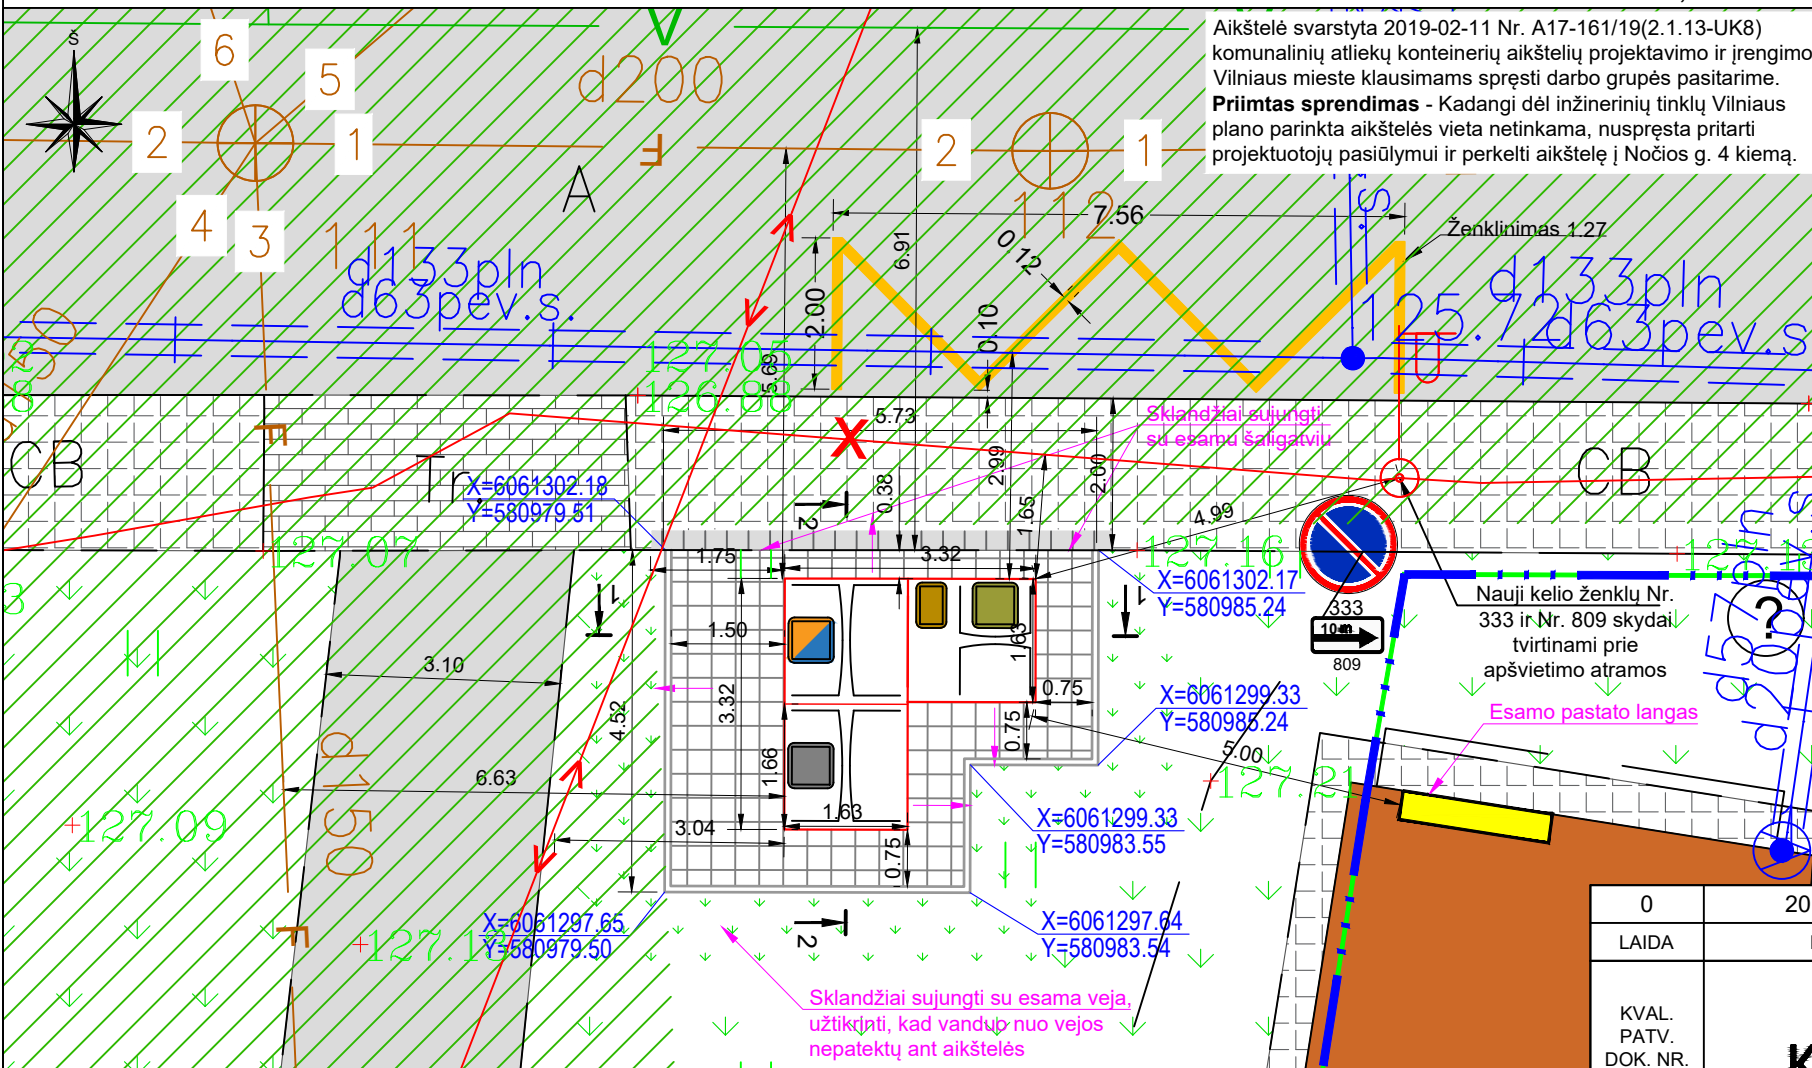 Aikštelė svarstyta 2019-02-11 Nr. A17-161/19(2.1.13-UK8)
komunalinių atliekų konteinerių aikštelių projektavimo ir įrengimo
Vilniaus mieste klausimams spręsti darbo grupės pasitarime.
Priimtas sprendimas - Kadangi dėl inžinerinių tinklų Vilniaus
plano parinkta aikštelės vieta netinkama, nuspręsta pritarti
projektuotojų pasiūlymui ir perkelti aikštelę į Nočios g. 4 kiemą.
Š
6
5
2
1
4
3
d200
2
1
A
111
112
d133pln
d63pev.s.
7.56
6.91
0.12
2.00
0.10
5.69
Ženklinimas 1.27
d133pln
125.72
d63pev.s
127.05
126.88
CB
Tr.
5.73
X
0.38
2.99
1.65
2.00
Sklandžiai sujungti
su esamu šaligatviu
CB
X=6061302.18
Y=580979.51
2
4.99
127.07
127.16
1.75
3.32
X=6061302.17
Y=580985.24
1
1
1.50
1.63
3.10
3.32
4.52
0.75
0.75
X=6061299.33
Y=580985.24
333
10 m
809
Nauji kelio ženklų Nr.
333 ir Nr. 809 skydai
tvirtinami prie
apšvietimo atramos
?
d57
Esamo pastato langas
5.00
127.21
6.63
1.66
1.63
3.04
0.75
d150
127.09
X=6061299.33
Y=580983.55
X=6061297.65
Y=580979.50
2
X=6061297.64
Y=580983.54
Sklandžiai sujungti su esama veja,
užtikrinti, kad vanduo nuo vejos
nepatektų ant aikštelės
0
20
LAIDA
KVAL.
PATV.
DOK. NR.
K